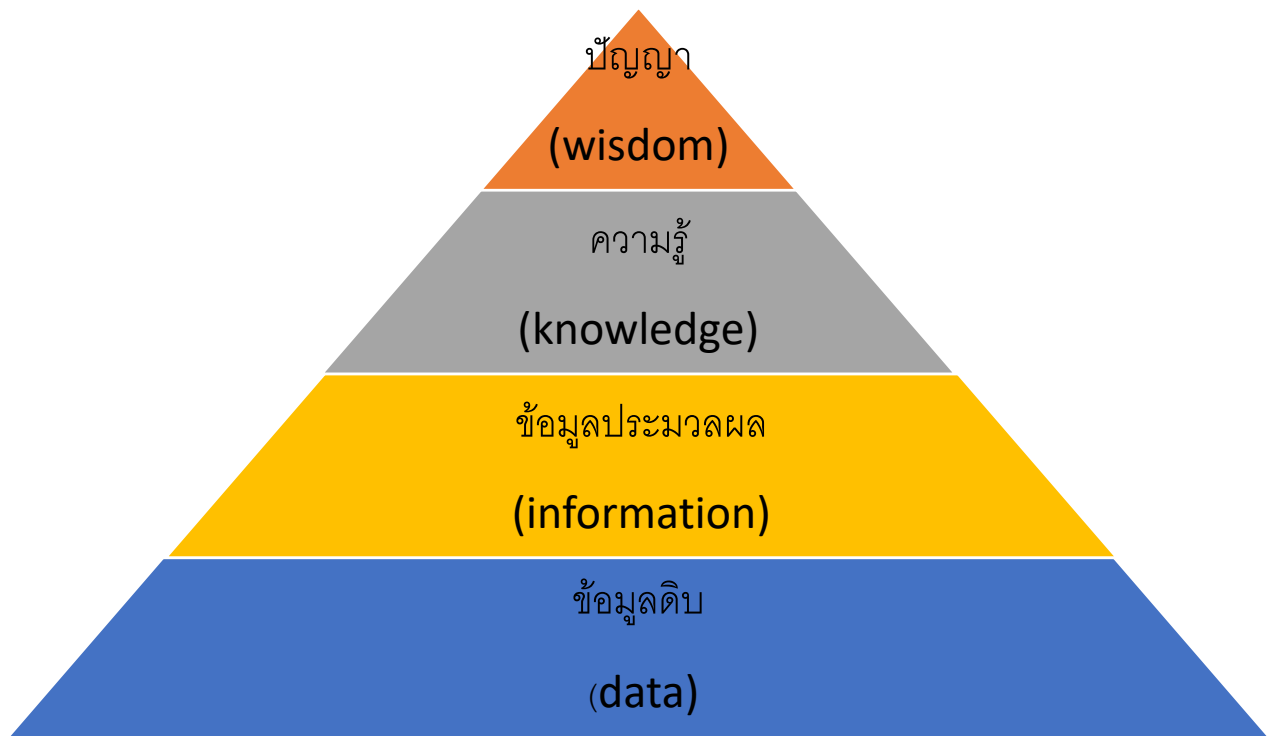 ปัญญา
(wisdom)
ความรู้
(knowledge)
ข้อมูลประมวลผล
(information)
ข้อมูลดิบ
(data)